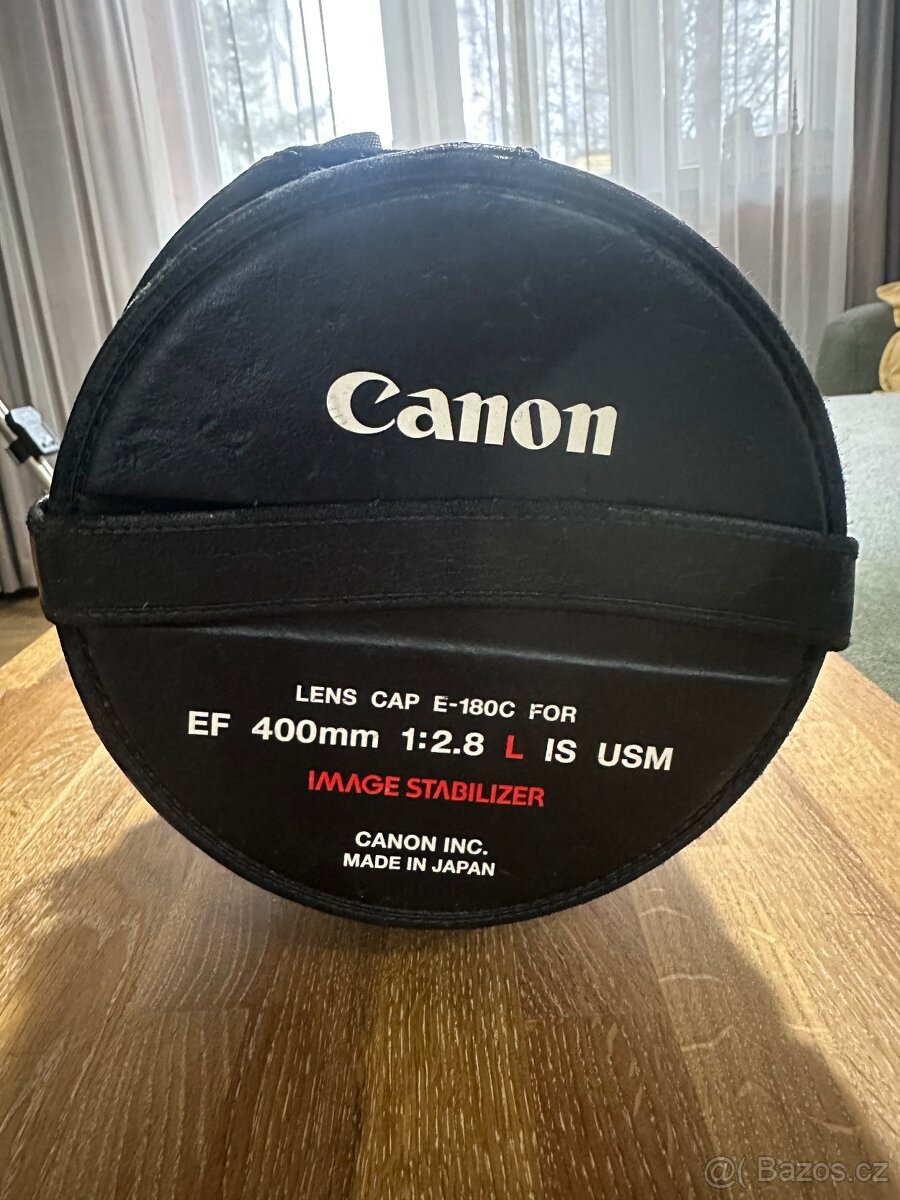 Canon
LENS CAP E-180C FOR
EF 400mm 1:2.8 L IS USM
IMAGE STABILIZER
CANON INC.
MADE IN JAPAN
@( Bazos.cz